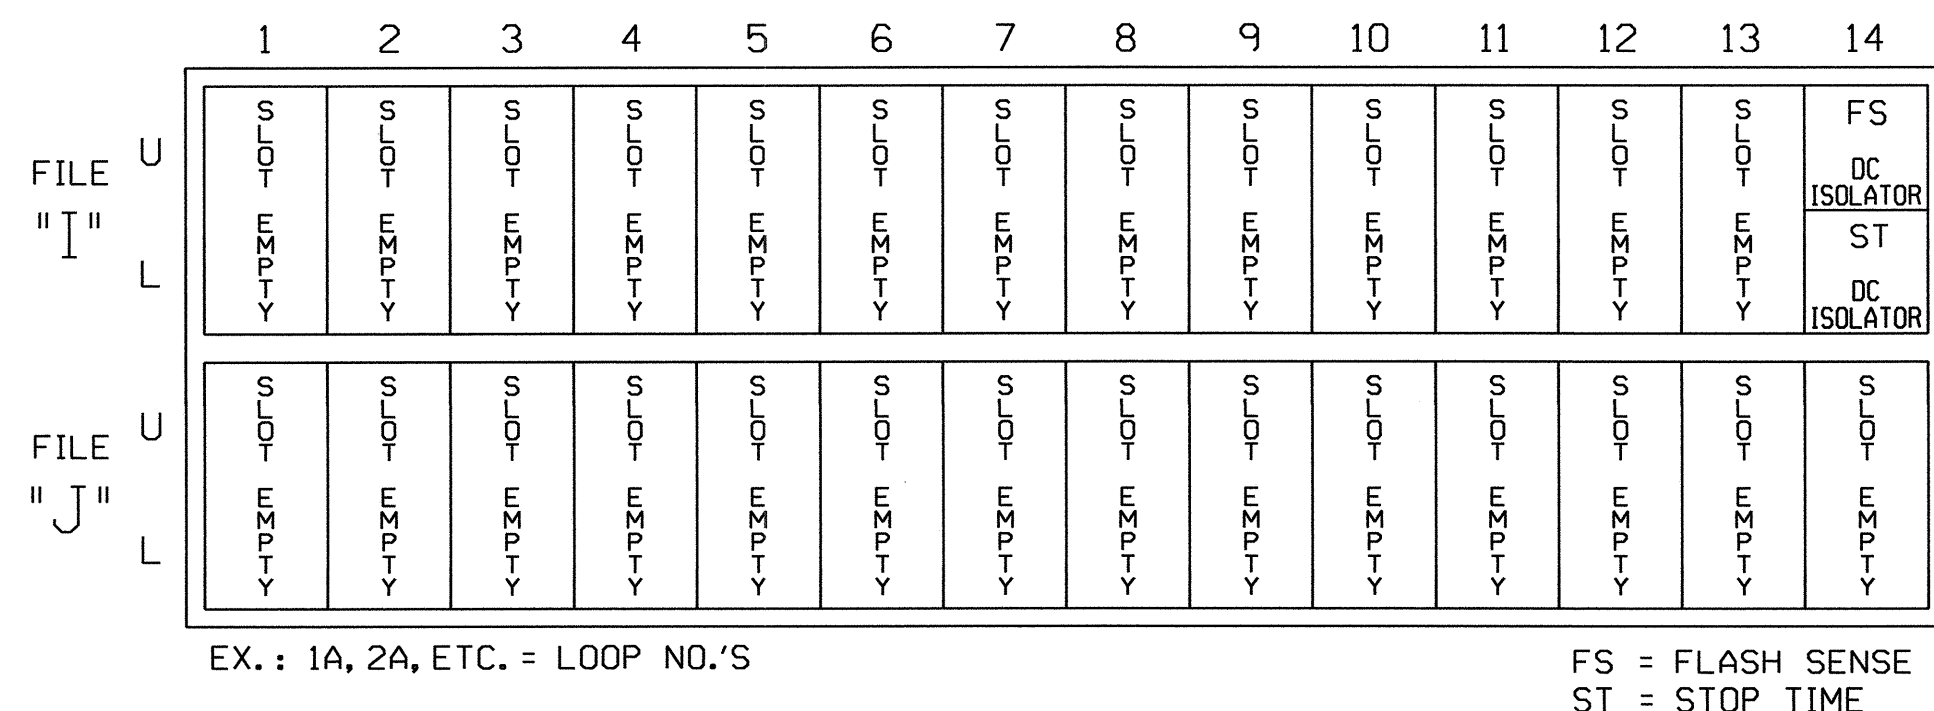 1 2 3 4 5 6 7 8 9 10 11 12 13 14
FILE "I"
U
L
SLOT EMPTY
SLOT EMPTY
SLOT EMPTY
SLOT EMPTY
SLOT EMPTY
SLOT EMPTY
SLOT EMPTY
SLOT EMPTY
SLOT EMPTY
SLOT EMPTY
SLOT EMPTY
SLOT EMPTY
SLOT EMPTY
FS
DC
ISOLATOR
ST
DC
ISOLATOR
FILE "J"
U
L
SLOT EMPTY
SLOT EMPTY
SLOT EMPTY
SLOT EMPTY
SLOT EMPTY
SLOT EMPTY
SLOT EMPTY
SLOT EMPTY
SLOT EMPTY
SLOT EMPTY
SLOT EMPTY
SLOT EMPTY
SLOT EMPTY
SLOT EMPTY
EX.: 1A, 2A, ETC. = LOOP NO.'S
FS = FLASH SENSE
ST = STOP TIME